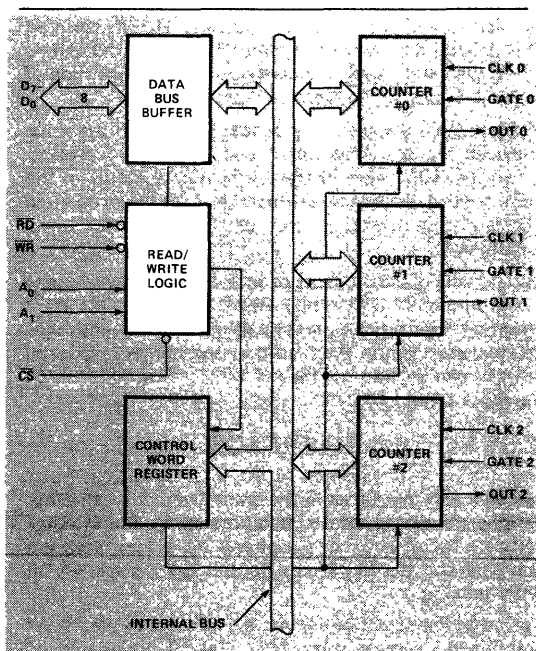 D7
D0
8
DATA
BUS
BUFFER
COUNTER
#0
CLK 0
GATE 0
OUT 0
RD
WR
A0
A1
CS
READ/
WRITE
LOGIC
COUNTER
#1
CLK 1
GATE 1
OUT 1
CONTROL
WORD
REGISTER
COUNTER
#2
CLK 2
GATE 2
OUT 2
INTERNAL BUS